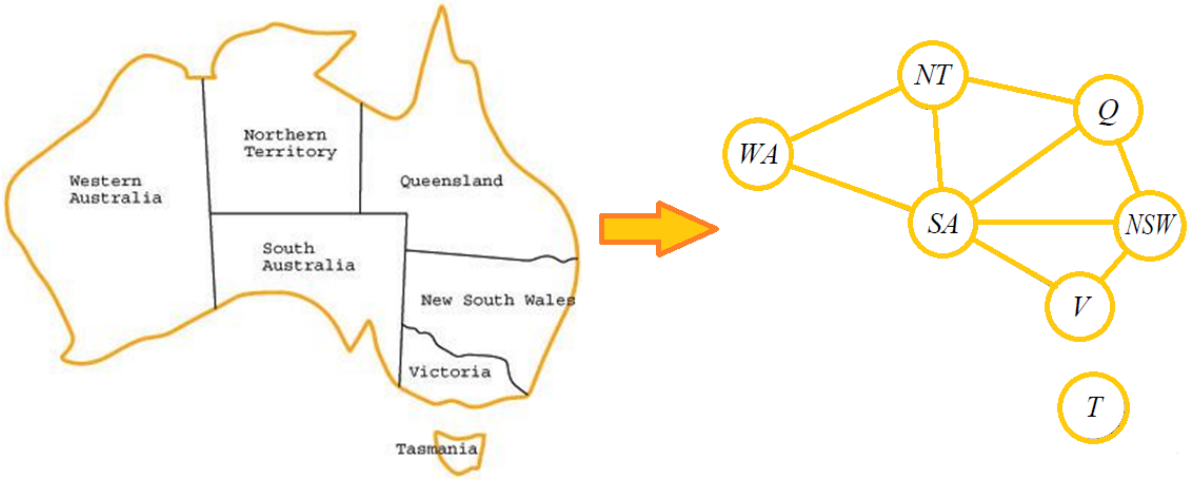 Northern
Territory
Western
Australia
Queensland
South
Australia
New South Wales
Victoria
Tasmania
NT
Q
WA
SA
NSW
V
T